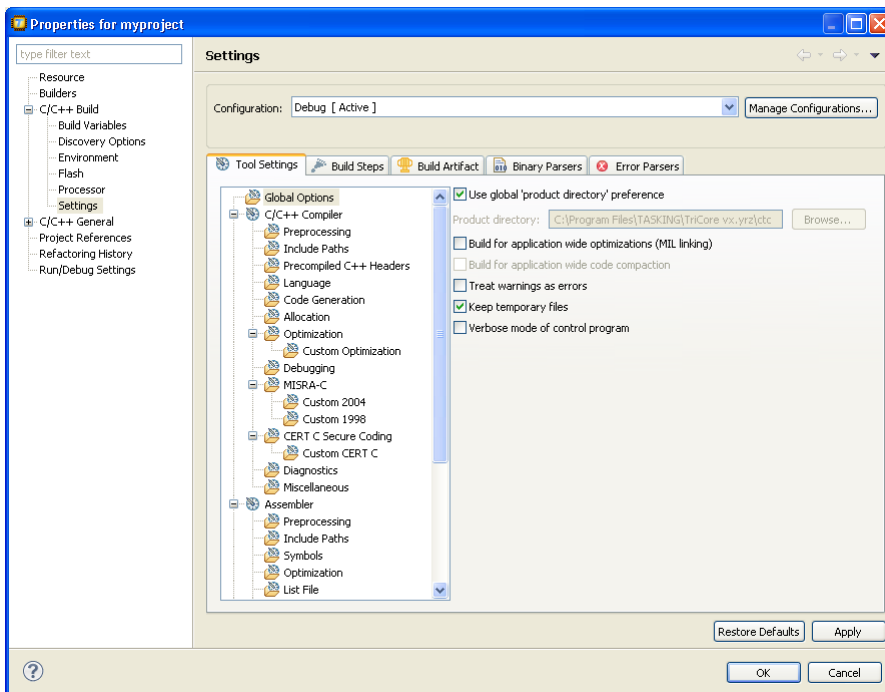 Properties for myproject
type filter text
Resource
Builders
C/C++ Build
Build Variables
Discovery Options
Environment
Flash
Processor
Settings
C/C++ General
Project References
Refactoring History
Run/Debug Settings
Settings
Configuration: Debug [ Active ] Manage Configurations...
Tool Settings Build Steps Build Artifact Binary Parsers Error Parsers
Global Options
C/C++ Compiler
Preprocessing
Include Paths
Precompiled C++ Headers
Language
Code Generation
Allocation
Optimization
Custom Optimization
Debugging
MISRA-C
Custom 2004
Custom 1998
CERT C Secure Coding
Custom CERT C
Diagnostics
Miscellaneous
Assembler
Preprocessing
Include Paths
Symbols
Optimization
List File
Use global 'product directory' preference
Product directory: C:\Program Files\TASKING\TriCore vx.yrz\ctc Browse...
Build for application wide optimizations (MIL linking)
Build for application wide code compaction
Treat warnings as errors
Keep temporary files
Verbose mode of control program
Restore Defaults Apply
? OK Cancel